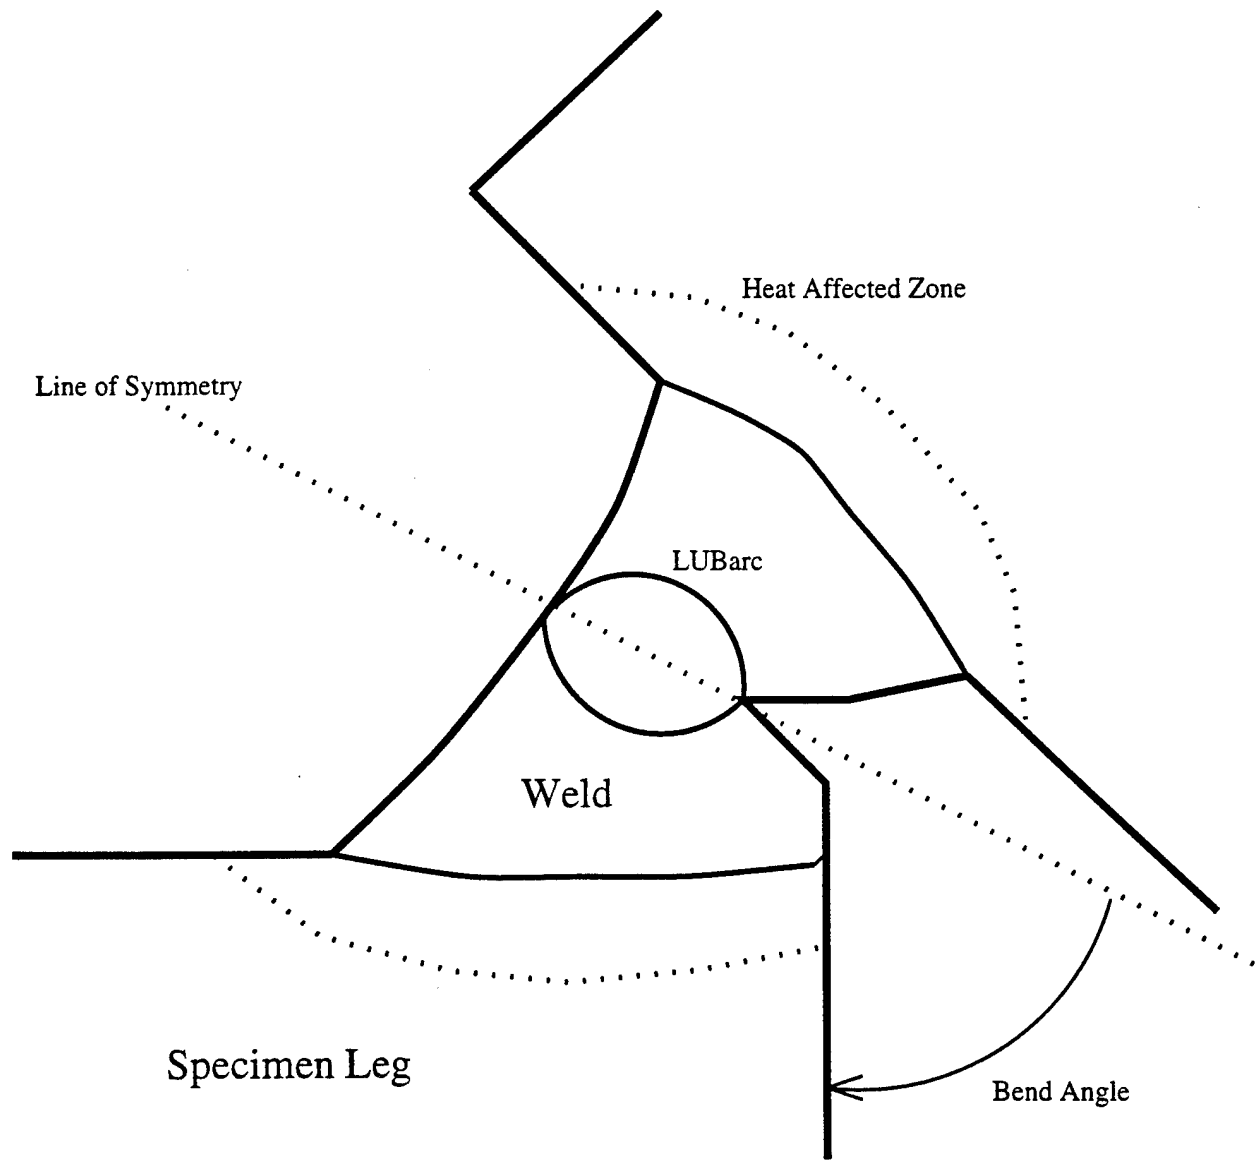 Heat Affected Zone
Line of Symmetry
LUBarc
Weld
Specimen Leg
Bend Angle